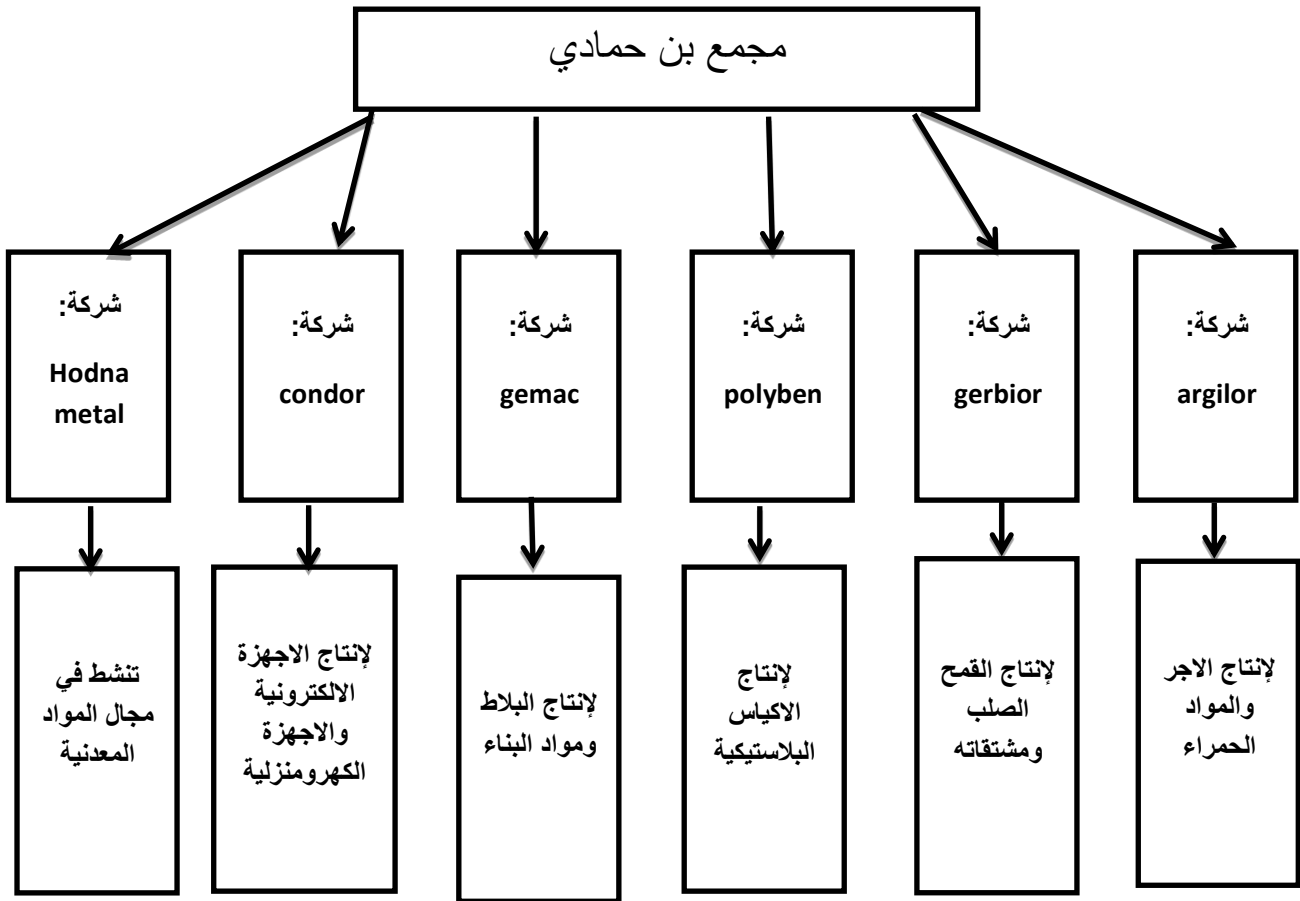 مجمع بن حمادي
شركة:
argilor
شركة:
gerbior
شركة:
polyben
شركة:
gemac
شركة:
condor
شركة:
Hodna
metal
لإنتاج الاجر
والمواد
الحمراء
لإنتاج القمح
الصلب
ومشتقاته
لإنتاج
الاكياس
البلاستيكية
لإنتاج البلاط
ومواد البناء
لإنتاج الاجهزة
الالكترونية
والاجهزة
الكهرومنزلية
تنشط في
مجال المواد
المعدنية